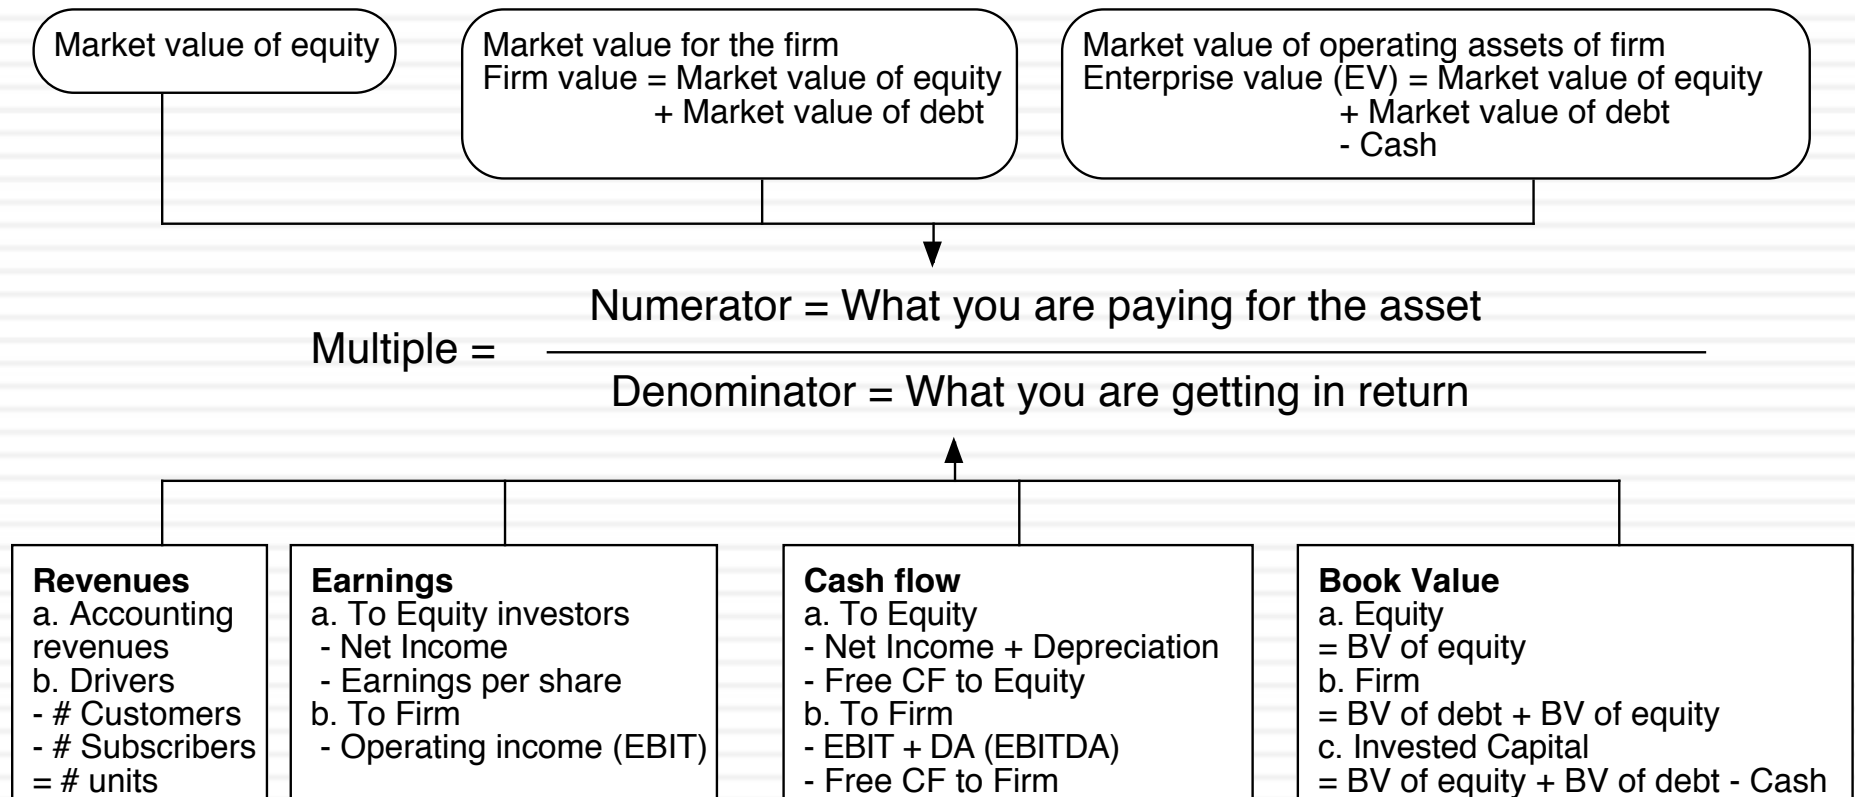 Market value of equity
Market value for the firm
Firm value = Market value of equity
+ Market value of debt
Market value of operating assets of firm
Enterprise value (EV) = Market value of equity
+ Market value of debt
- Cash
Numerator = What you are paying for the asset
Multiple =
Denominator = What you are getting in return
Revenues
a. Accounting
revenues
b. Drivers
- # Customers
- # Subscribers
= # units
Earnings
a. To Equity investors
- Net Income
- Earnings per share
b. To Firm
- Operating income (EBIT)
Cash flow
a. To Equity
- Net Income + Depreciation
- Free CF to Equity
b. To Firm
- EBIT + DA (EBITDA)
- Free CF to Firm
Book Value
a. Equity
= BV of equity
b. Firm
= BV of debt + BV of equity
c. Invested Capital
= BV of equity + BV of debt - Cash